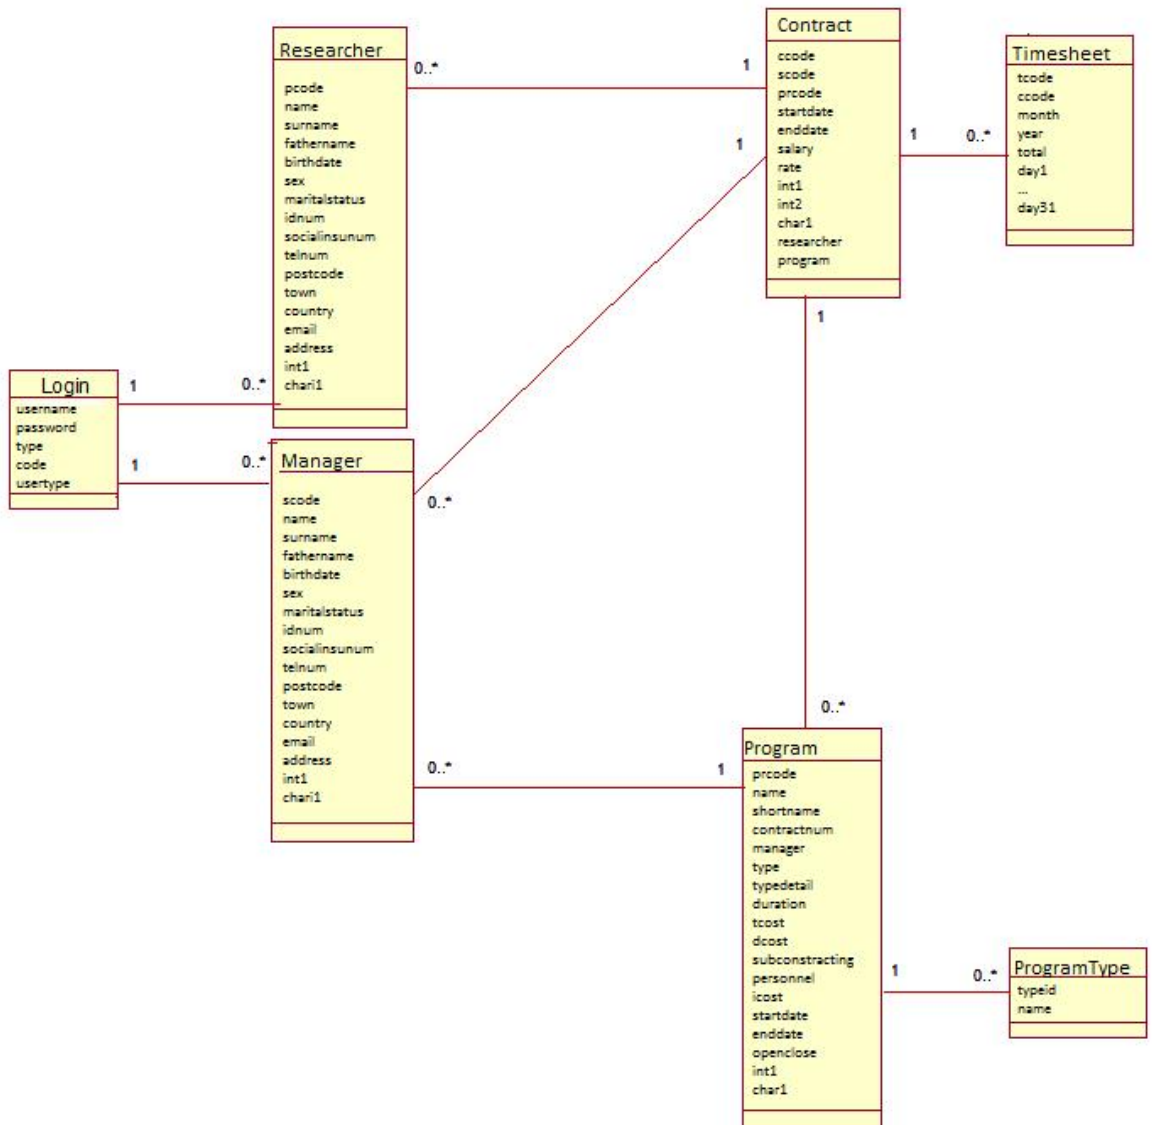 Researcher
pcode
name
surname
fathername
birthdate
sex
maritalstatus
idnum
socialinsunum
telnum
postcode
town
country
email
address
int1
chari1
0..*
1
Contract
ccode
scode
prcode
startdate
enddate
salary
rate
int1
int2
char1
researcher
program
1
1
0..*
Timesheet
tcode
ccode
month
year
total
day1
...
day31
Login
username
password
type
code
usertype
1
0..*
1
0..*
Manager
scode
name
surname
fathername
birthdate
sex
maritalstatus
idnum
socialinsunum
telnum
postcode
town
country
email
address
int1
chari1
0..*
1
0..*
0..*
1
Program
prcode
name
shortname
contractnum
manager
type
typedetail
duration
tcost
dcost
subconstracting
personnel
icost
startdate
enddate
openclose
int1
char1
1
0..*
ProgramType
typeid
name